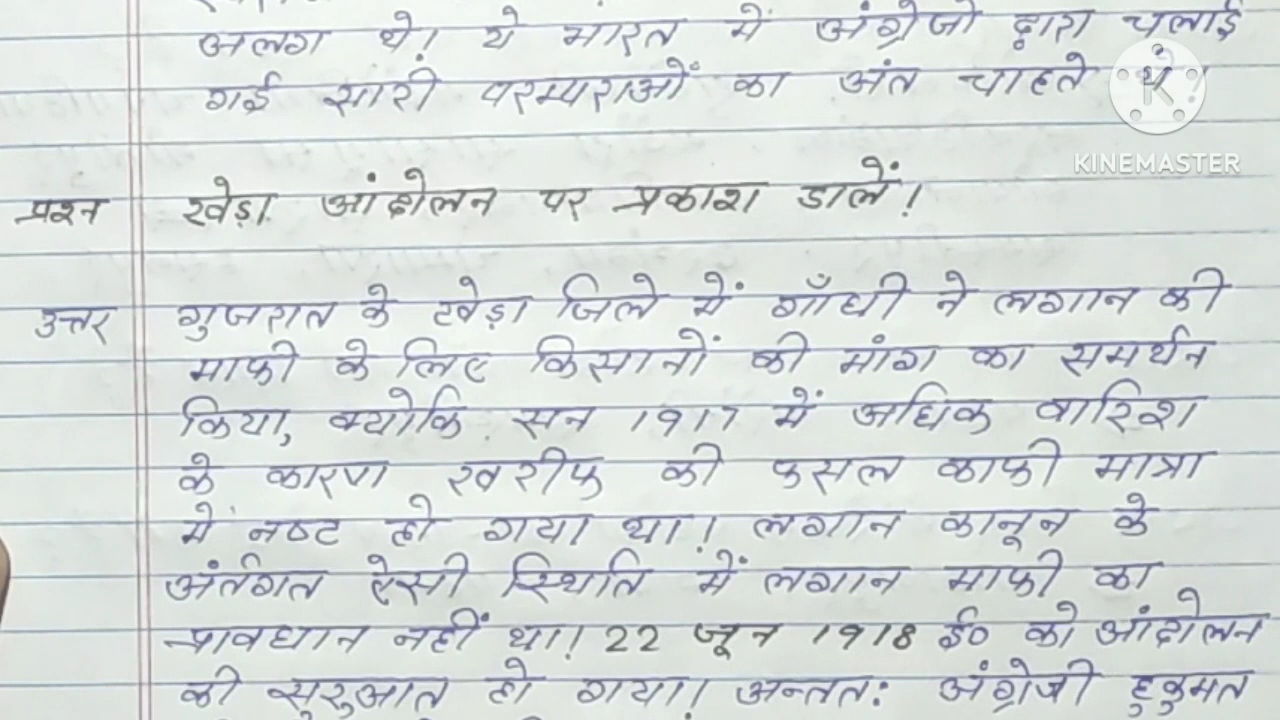 अलग थे। ये भारत में अंग्रेजो द्वारा चलाई
गई सारी परम्पराओं का अंत चाहते थे।
K
KINEMASTER
प्रश्न खेड़ा आंदोलन पर प्रकाश डालें।
उत्तर गुजरात के खेड़ा जिले में गाँधी ने लगान की
माफी के लिए किसानों की मांग का समर्थन
किया, क्योकि सन 1917 में अधिक बारिश
के कारण खरीफ की फसल काफी मात्रा
में नष्ट हो गया था। लगान कानून के
अंर्तगत ऐसी स्थिति में लगान माफी का
प्रावधान नहीं था। 22 जून 1918 ई० को आंदोलन
की सुरुआत हो गया। अन्ततः अंग्रेजी हुकुमत